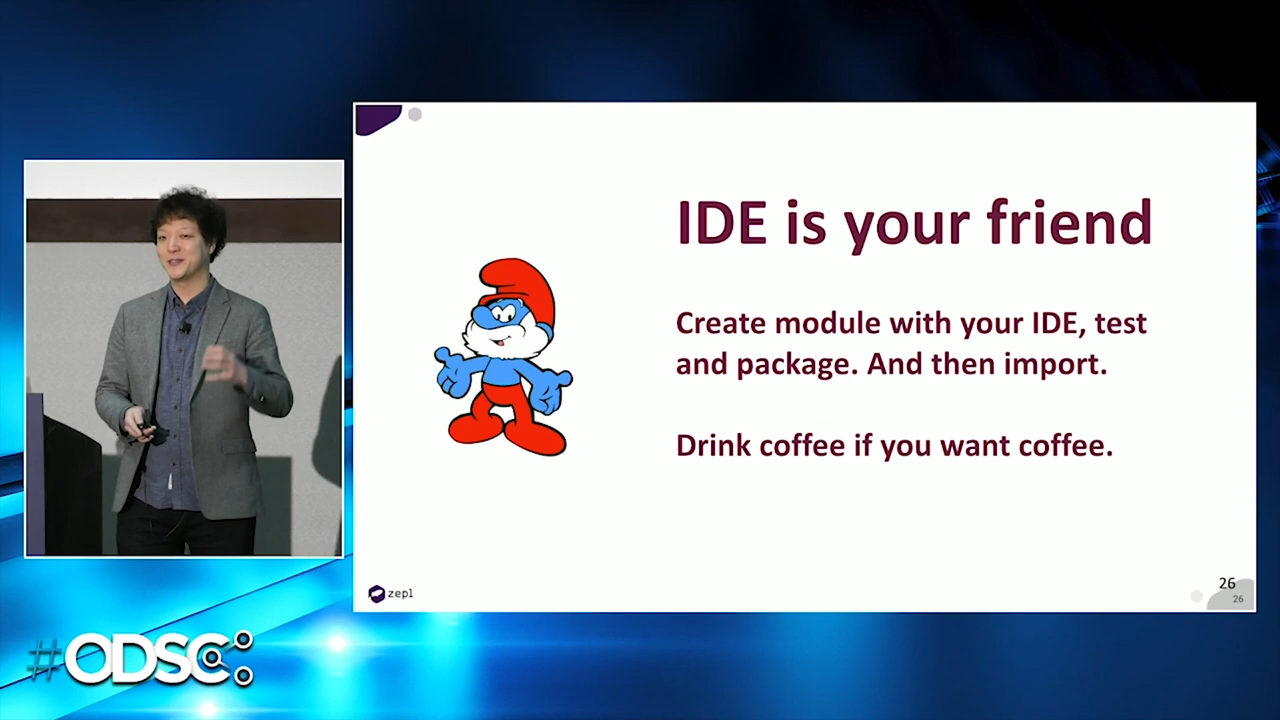 IDE is your friend
Create module with your IDE, test
and package. And then import.
Drink coffee if you want coffee.
zepl
26
26
#ODSC